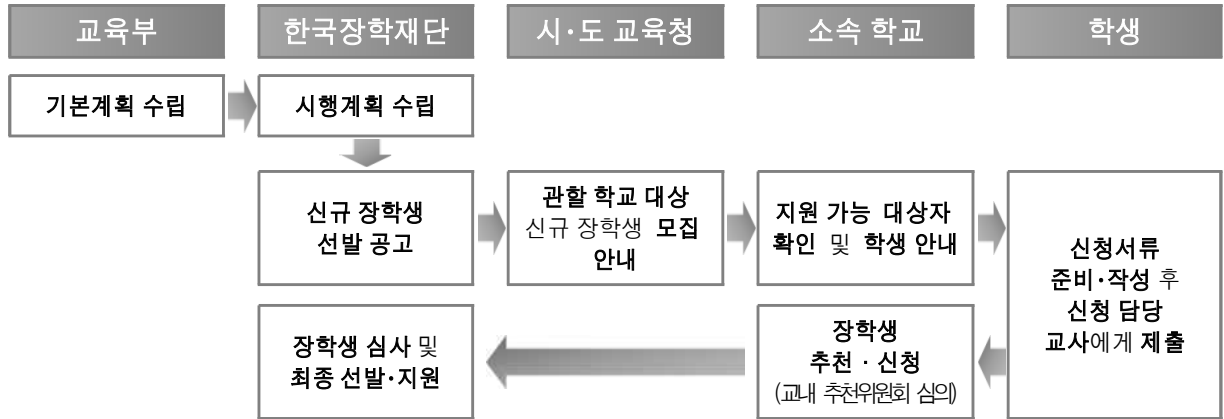 교육부
한국장학재단
시·도 교육청
소속 학교
학생
기본계획 수립
시행계획 수립
신규 장학생
선발 공고
관할 학교 대상
신규 장학생 모집
안내
지원 가능 대상자
확인 및 학생 안내
신청서류
준비·작성 후
신청 담당
교사에게 제출
장학생
추천 · 신청
(교내 추천위원회 심의)
장학생 심사 및
최종 선발·지원